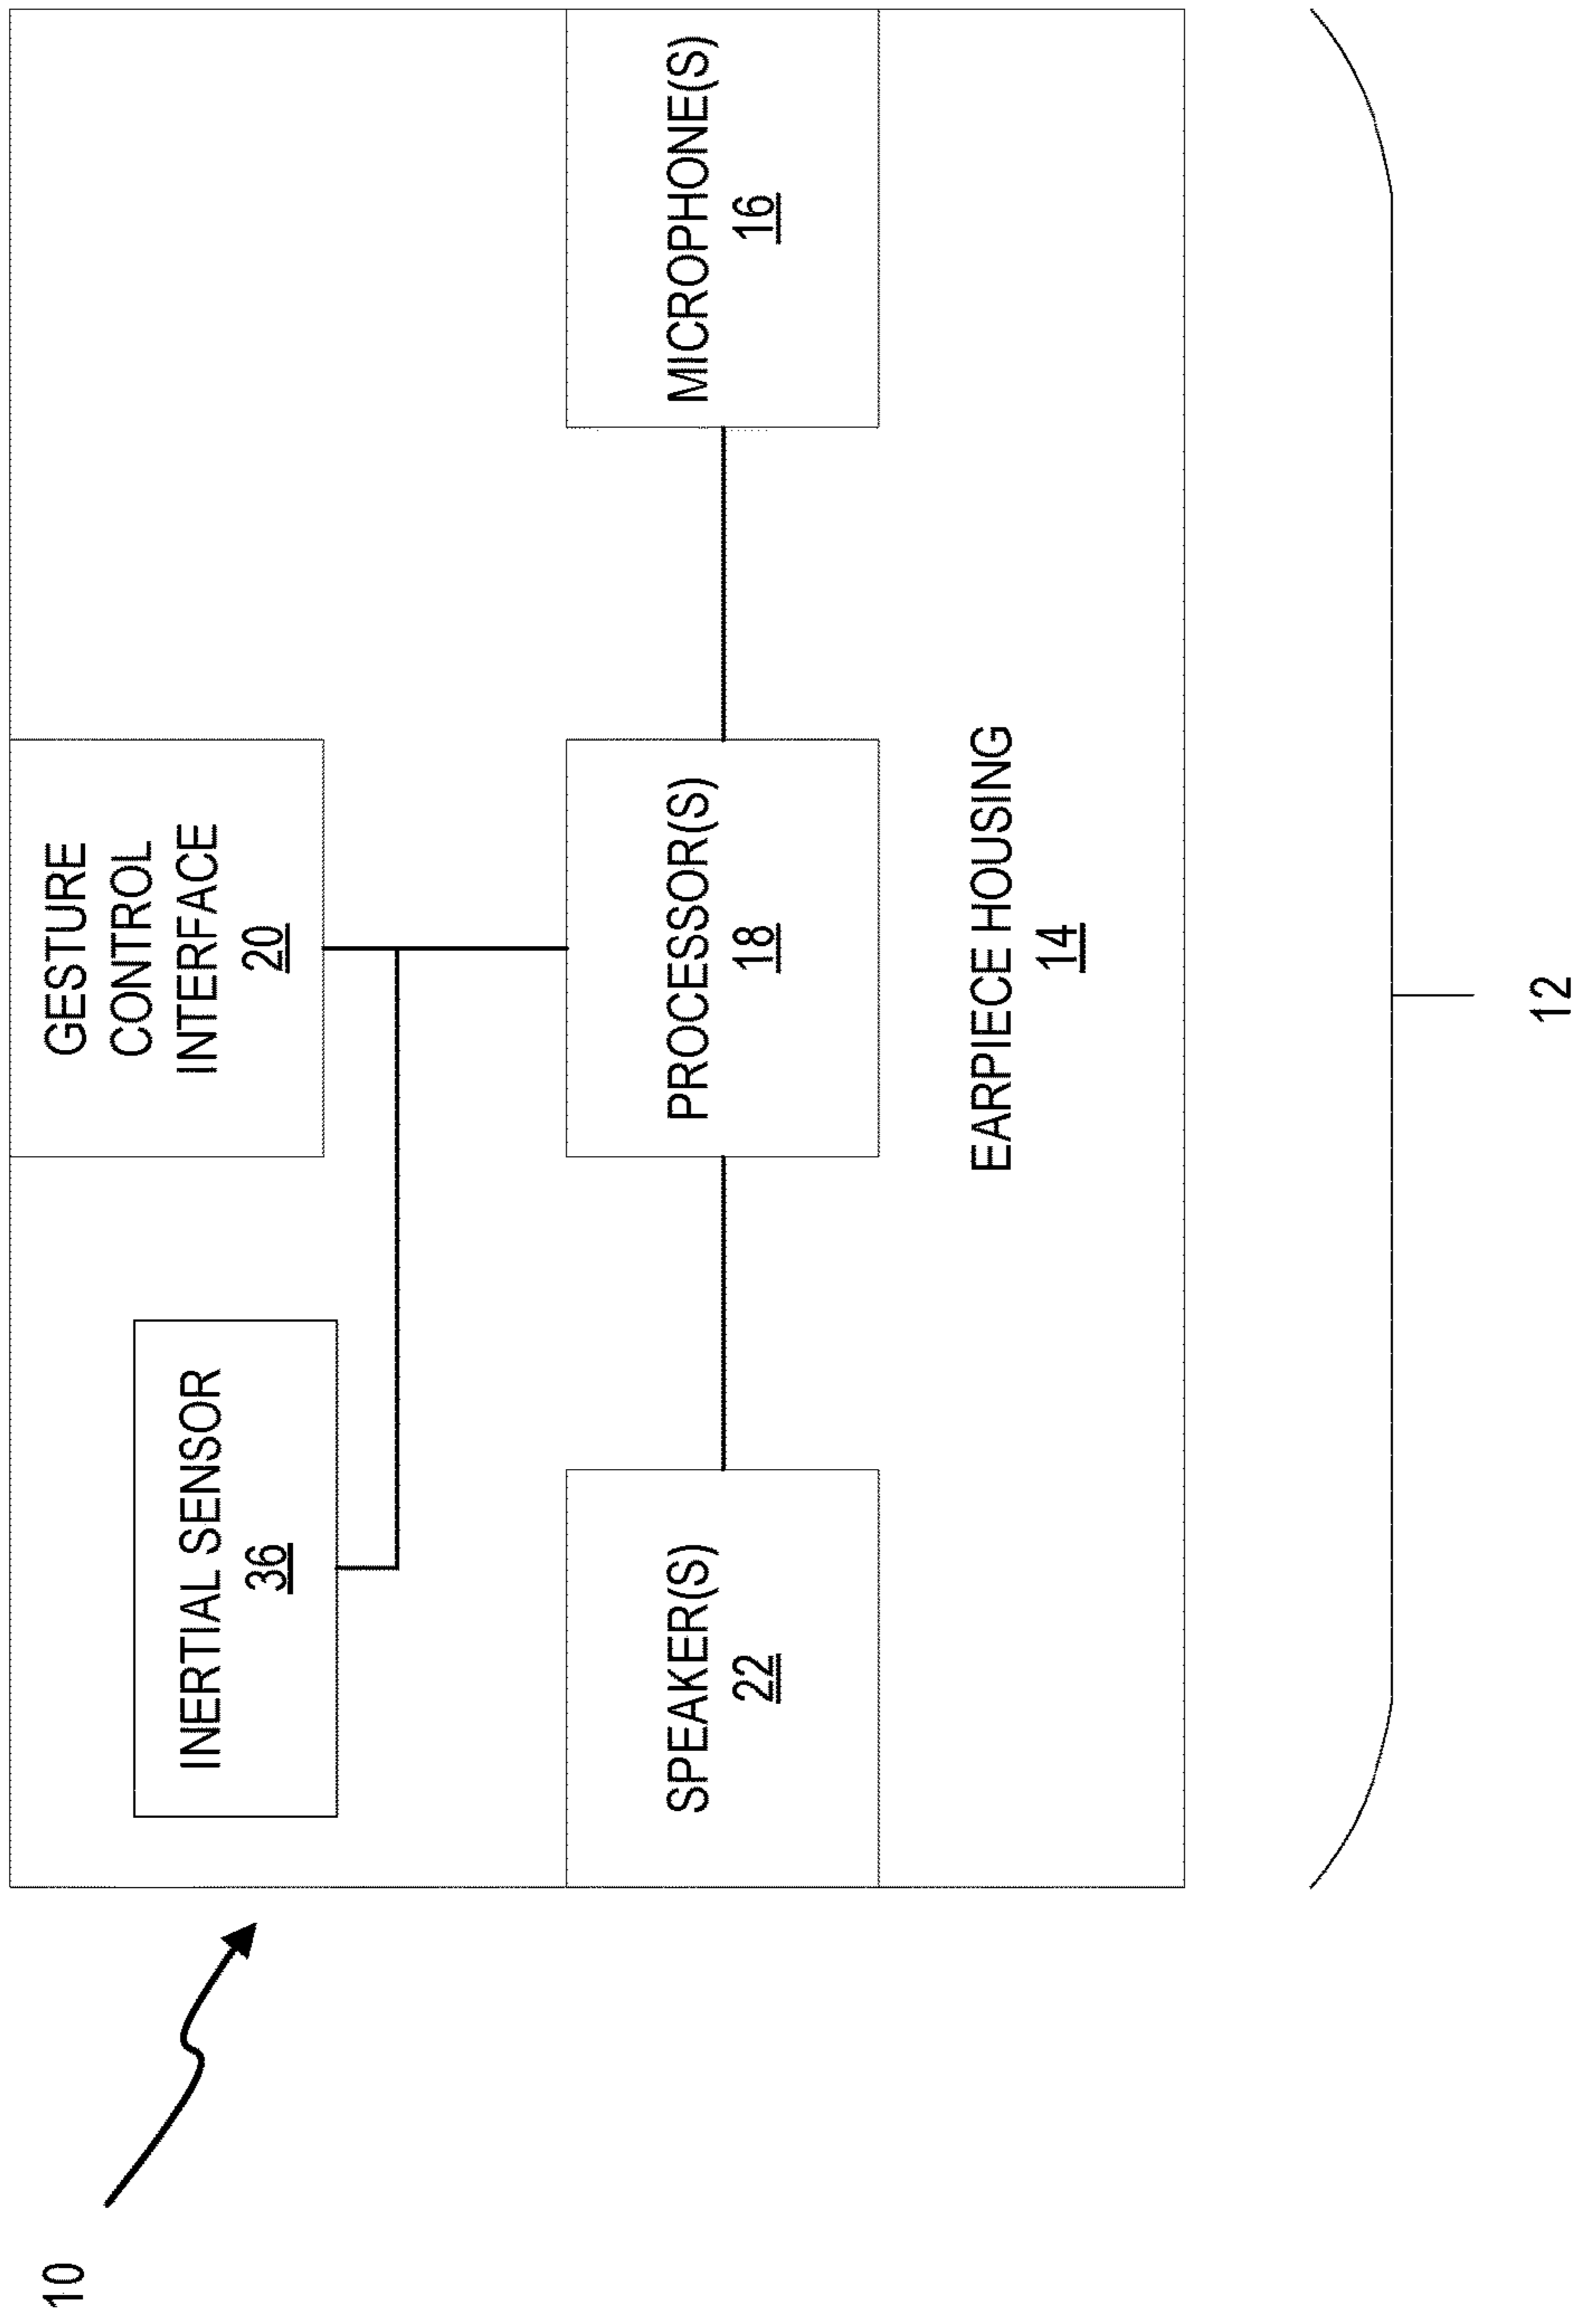 10
GESTURE
CONTROL
INTERFACE
20
INERTIAL SENSOR
36
SPEAKER(S)
22
PROCESSOR(S)
18
MICROPHONE(S)
16
EARPIECE HOUSING
14
12